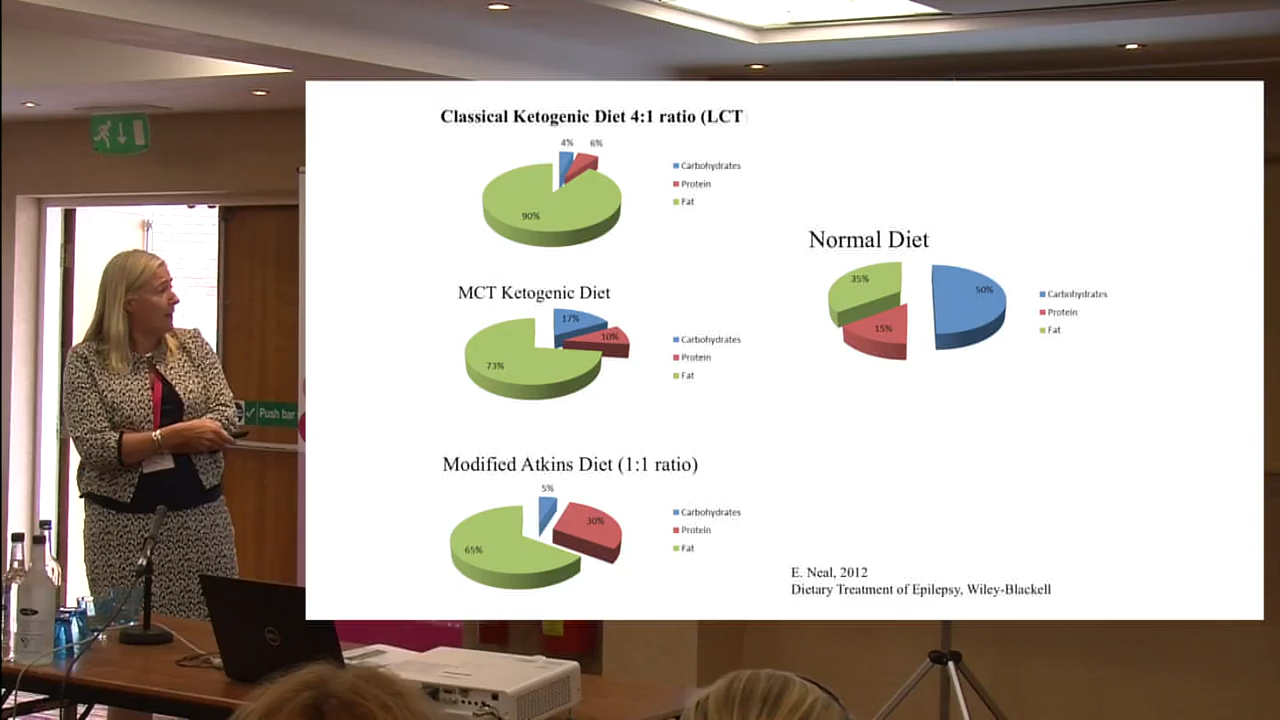 Classical Ketogenic Diet 4:1 ratio (LCT)
4%
6%
90%
Carbohydrates
Protein
Fat
MCT Ketogenic Diet
17%
10%
73%
Carbohydrates
Protein
Fat
Modified Atkins Diet (1:1 ratio)
5%
30%
65%
Carbohydrates
Protein
Fat
Normal Diet
35%
50%
15%
Carbohydrates
Protein
Fat
E. Neal, 2012
Dietary Treatment of Epilepsy, Wiley-Blackell
Push bar
DELL